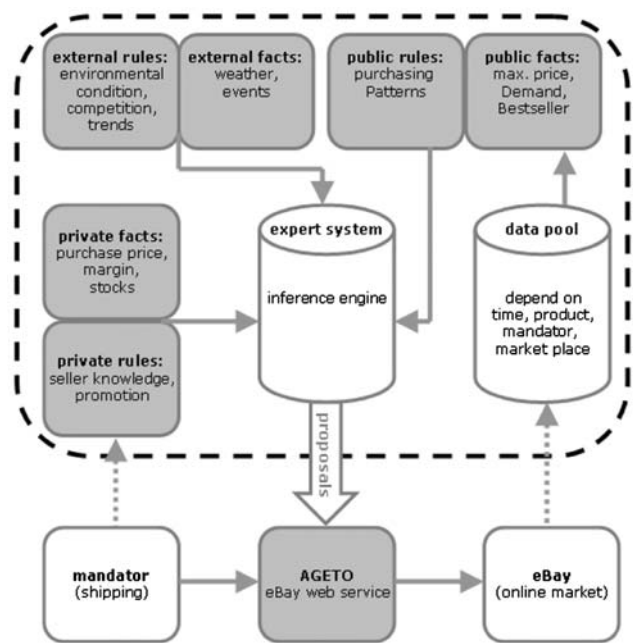 external rules:
environmental
condition,
competition,
trends
external facts:
weather,
events
public rules:
purchasing
Patterns
public facts:
max. price,
Demand,
Bestseller
private facts:
purchase price,
margin,
stocks
private rules:
seller knowledge,
promotion
expert system
inference engine
data pool
depend on
time, product,
mandator,
market place
proposals
mandator
(shipping)
AGETO
eBay web service
eBay
(online market)